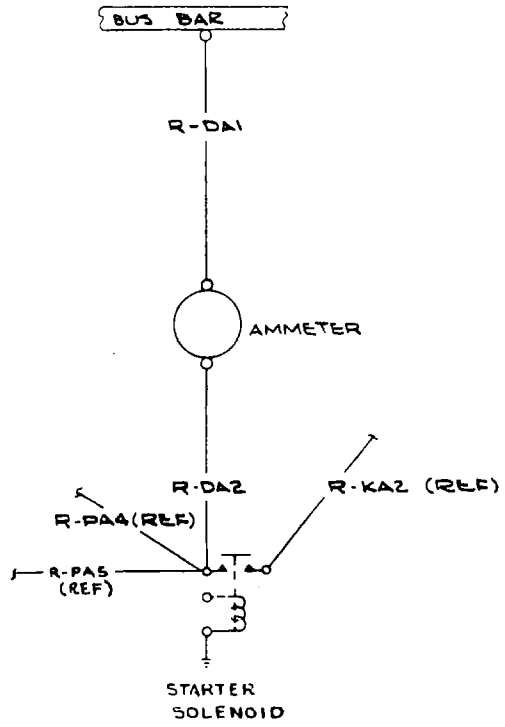 BUS BAR
R-DA1
AMMETER
R-DA2
R-KA2 (REF)
R-PA4 (REF)
R-PA5
(REF)
STARTER
SOLENOID